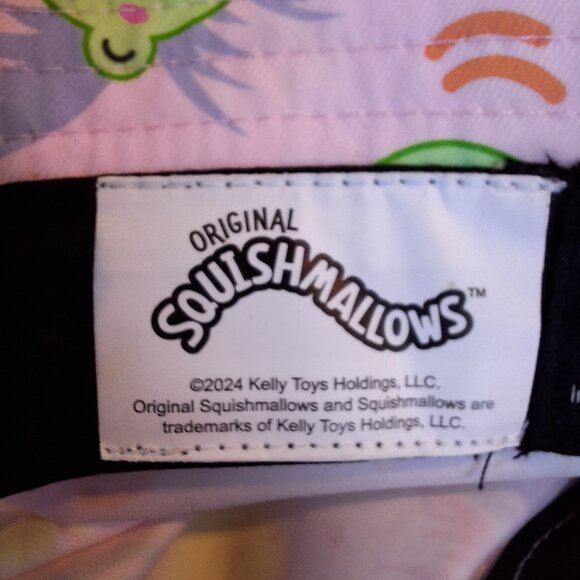 ORIGINAL
SQUISHMALLOWS™
©2024 Kelly Toys Holdings, LLC.
Original Squishmallows and Squishmallows are
trademarks of Kelly Toys Holdings, LLC.